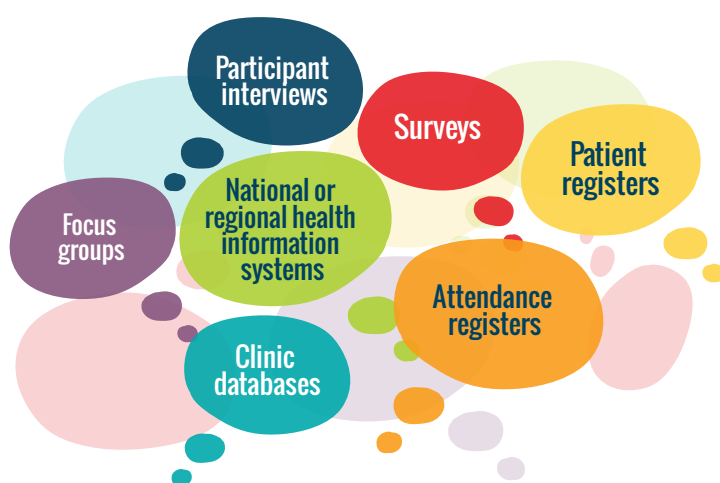 Participant
interviews
Surveys
Patient
registers
National or
regional health
information
systems
Focus
groups
Attendance
registers
Clinic
databases